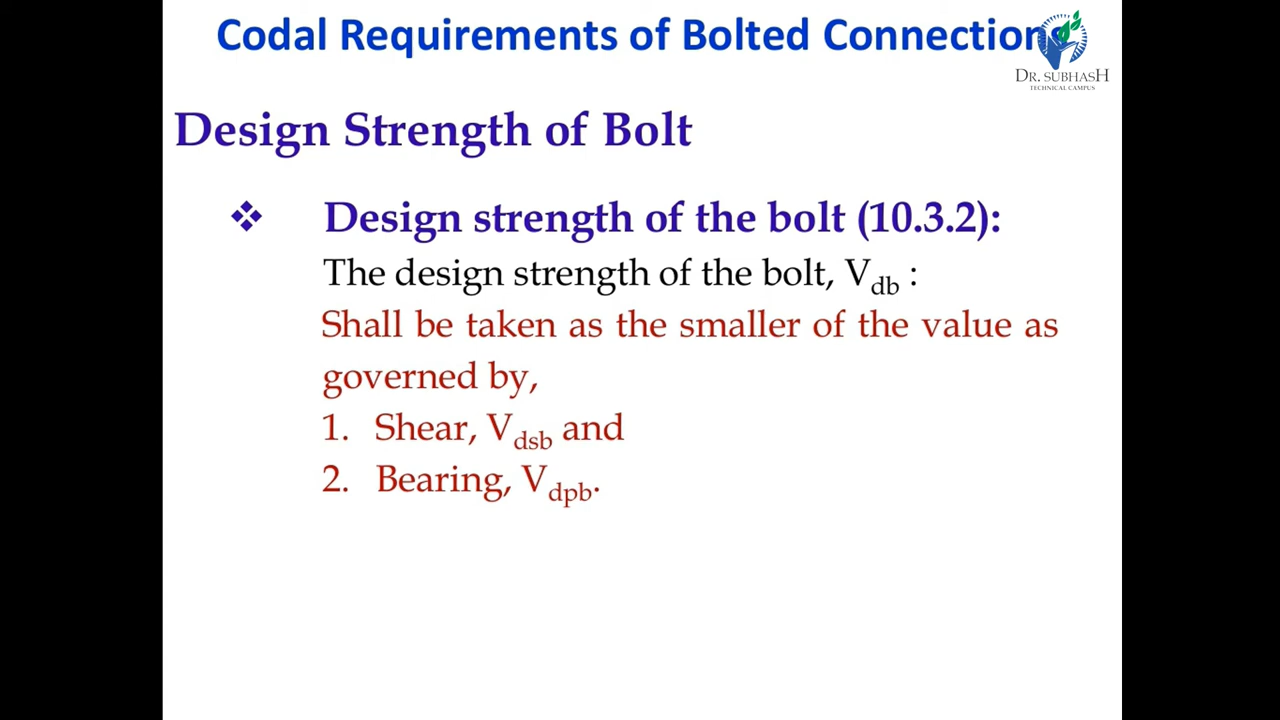 Codal Requirements of Bolted Connections
DR. SUBHASH
TECHNICAL CAMPUS
Design Strength of Bolt
❖ Design strength of the bolt (10.3.2):
The design strength of the bolt, Vdb :
Shall be taken as the smaller of the value as
governed by,
1. Shear, Vdsb and
2. Bearing, Vdpb.